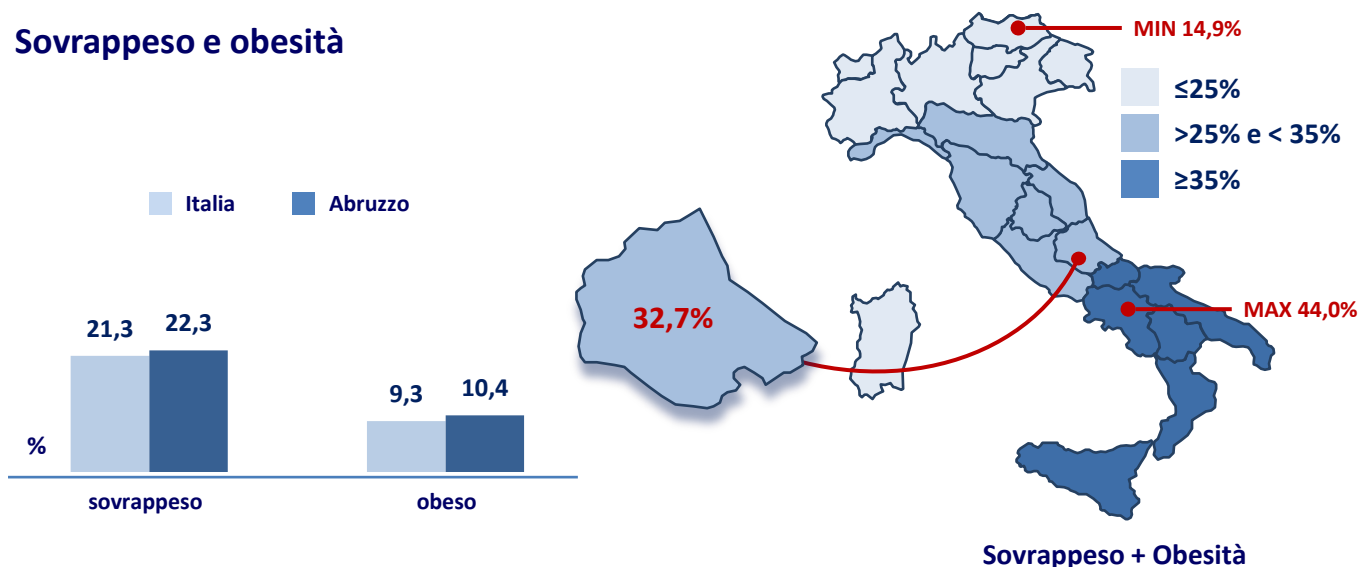 Sovrappeso e obesità
Italia
Abruzzo
21,3
22,3
9,3
10,4
%
sovrappeso
obeso
32,7%
MIN 14,9%
≤25%
>25% e < 35%
≥35%
MAX 44,0%
Sovrappeso + Obesità